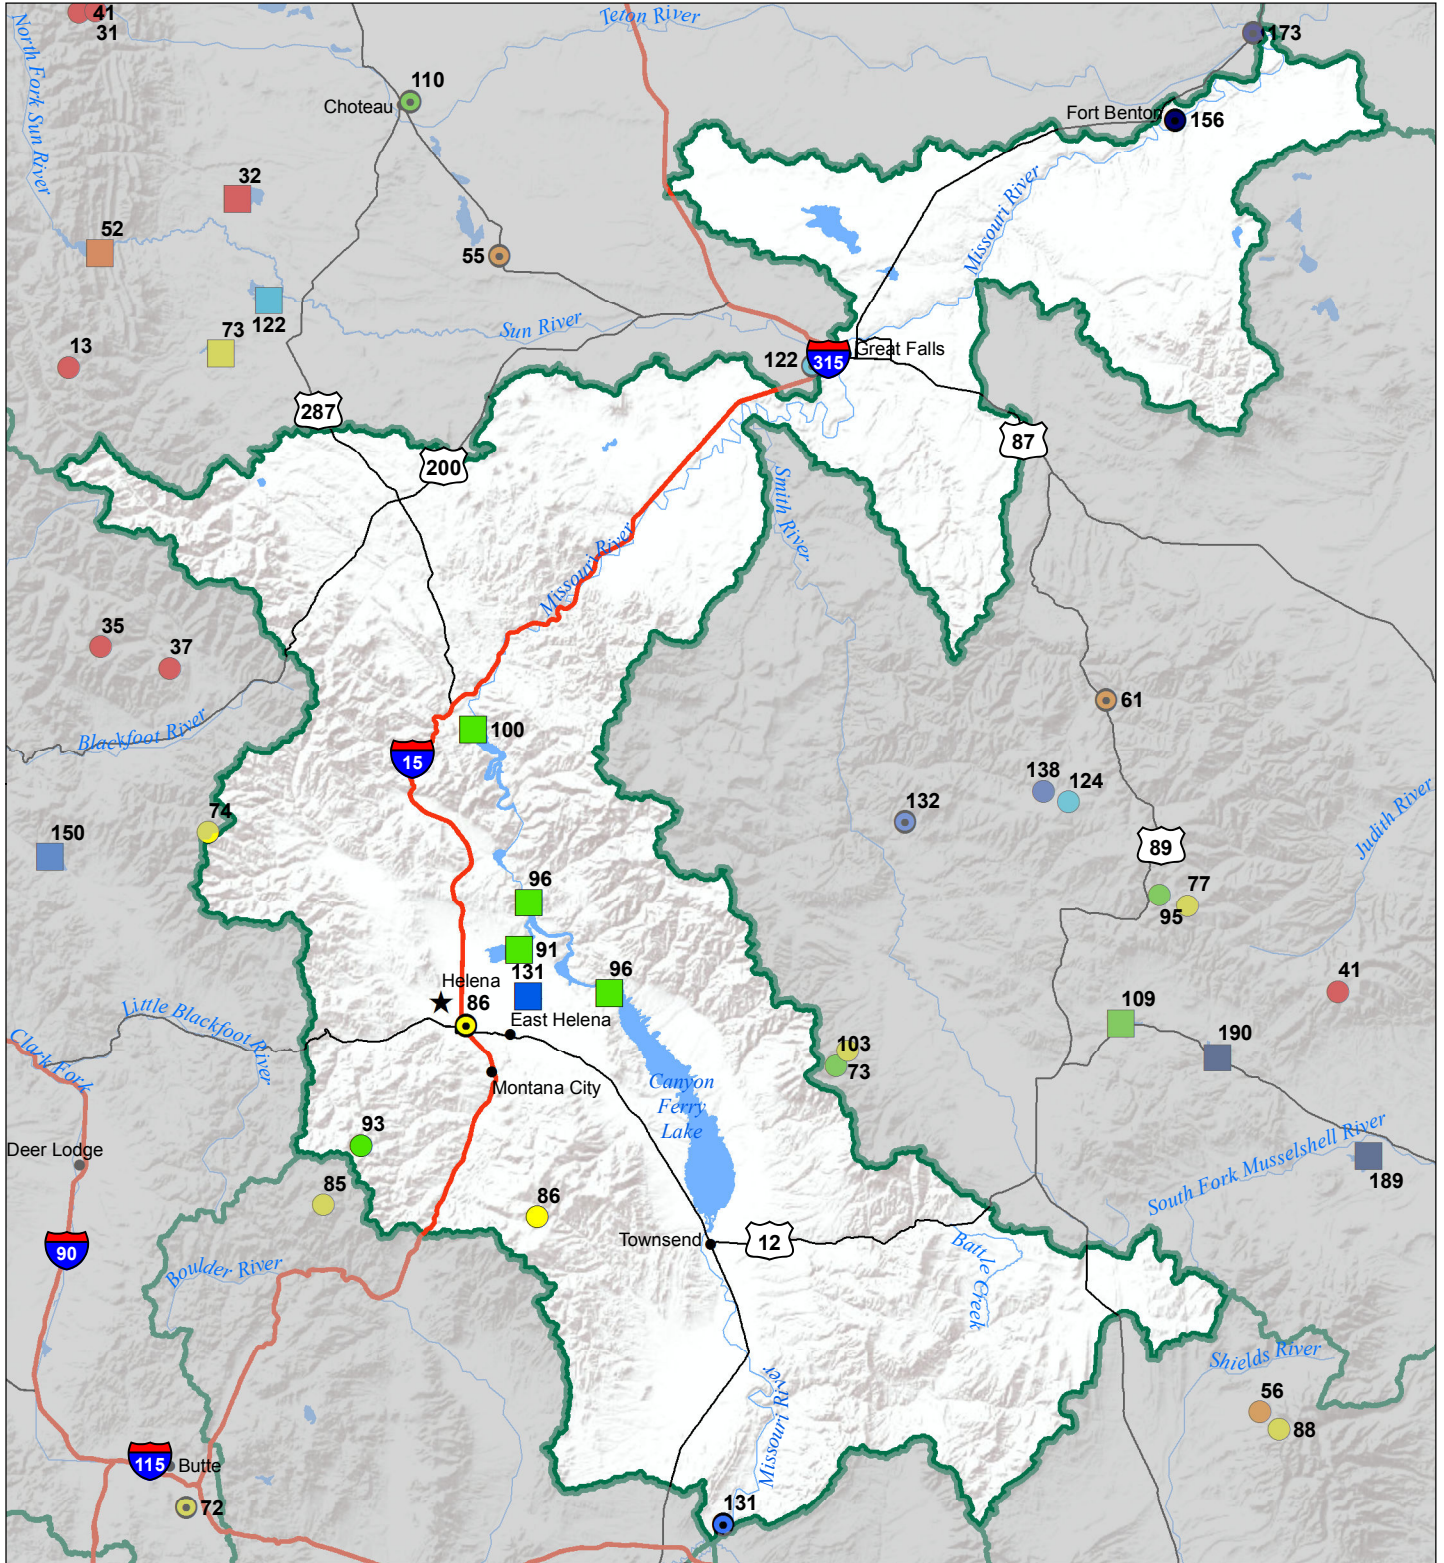 41
31
Teton River
173
North Fork Sun River
110
Choteau
Fort Benton
156
32
Missouri River
52
55
122
Sun River
73
13
122
315
Great Falls
287
87
200
Smith River
Missouri River
35
37
61
Blackfoot River
100
15
138
124
132
74
Judith River
150
89
96
77
95
91
131
96
Helena
86
41
Little Blackfoot River
East Helena
109
190
Clark Fork
103
73
Montana City
Canyon
Ferry
Lake
93
Deer Lodge
South Fork Musselshell River
189
85
86
90
Townsend
12
Battle Creek
Boulder River
Shields River
56
88
Missouri River
115
Butte
72
131